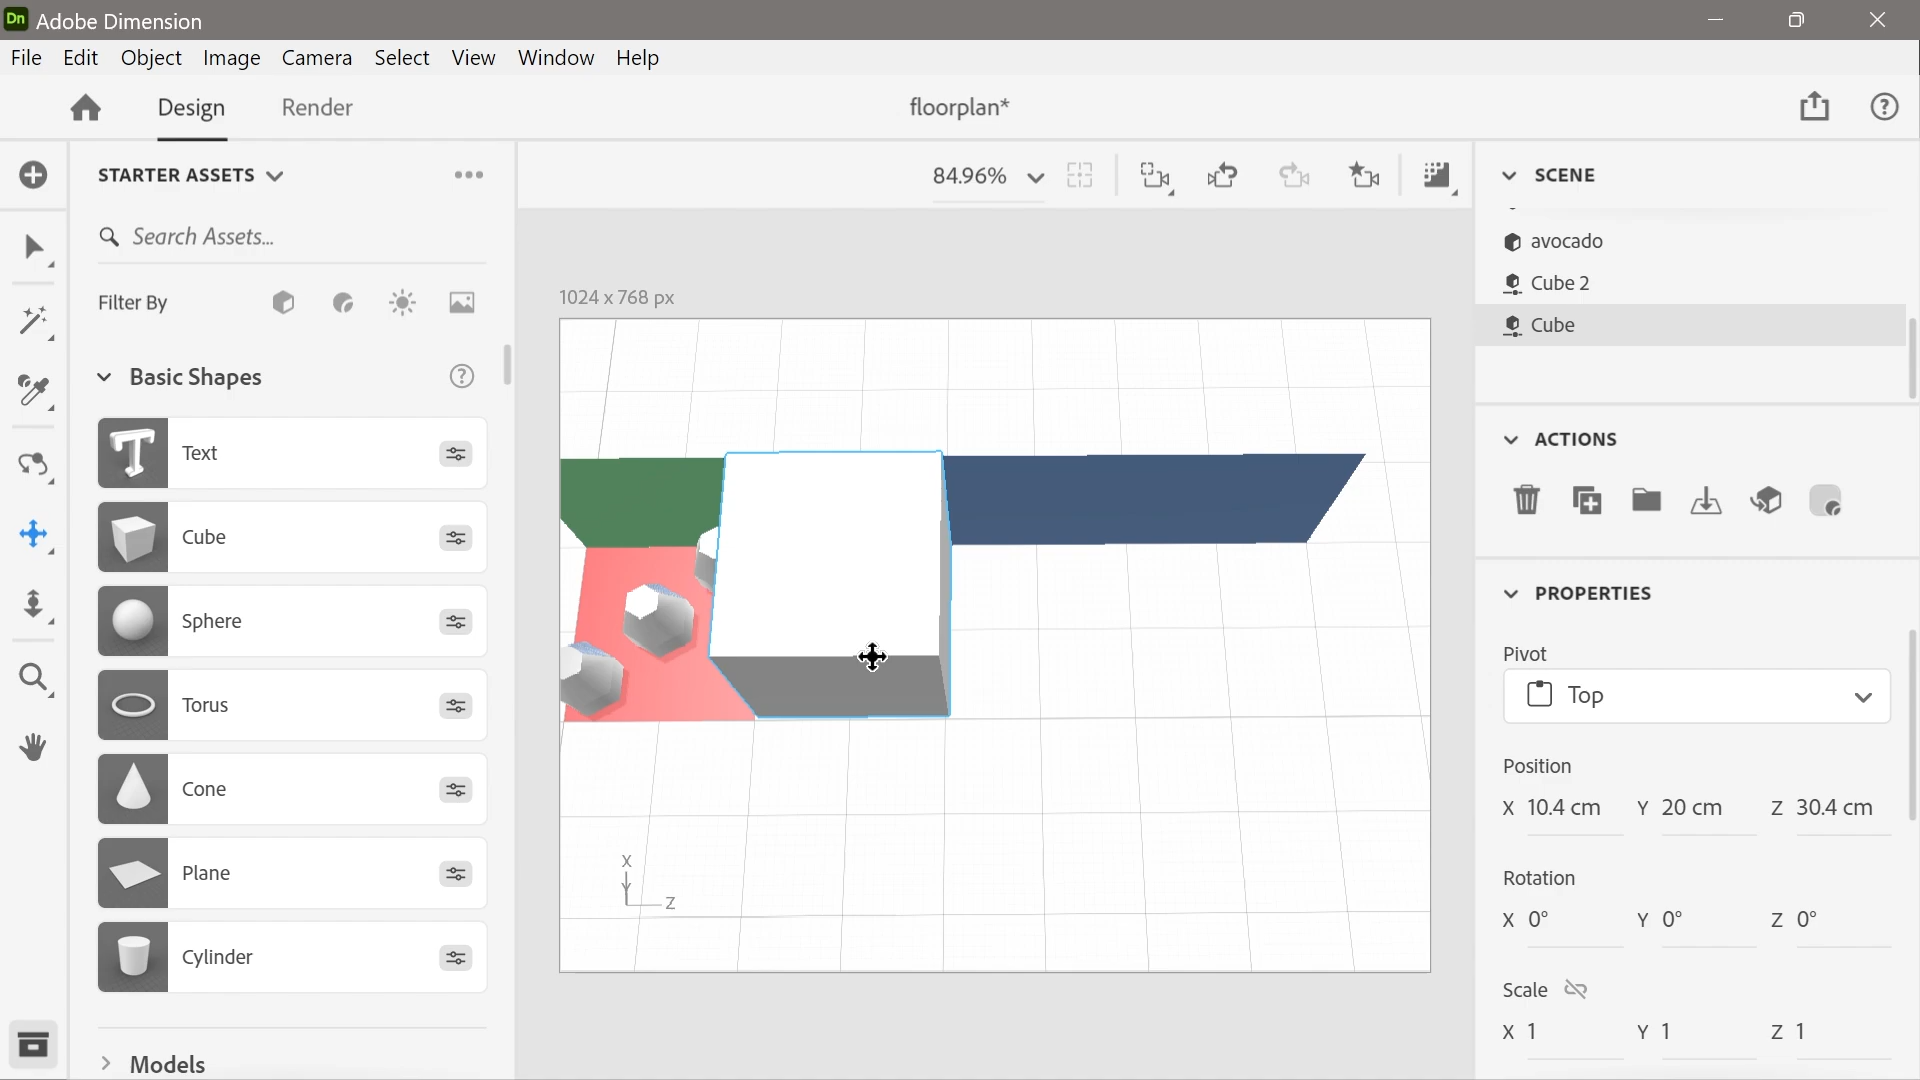 Dn Adobe Dimension
File Edit Object Image Camera Select View Window Help
Design Render floorplan*
STARTER ASSETS
Search Assets...
Filter By
Basic Shapes
Text
Cube
Sphere
Torus
Cone
Plane
Cylinder
Models
84.96%
1024 x 768 px
X
Y
Z
SCENE
avocado
Cube 2
Cube
ACTIONS
PROPERTIES
Pivot
Top
Position
X 10.4 cm Y 20 cm Z 30.4 cm
Rotation
X 0° Y 0° Z 0°
Scale
X 1 Y 1 Z 1